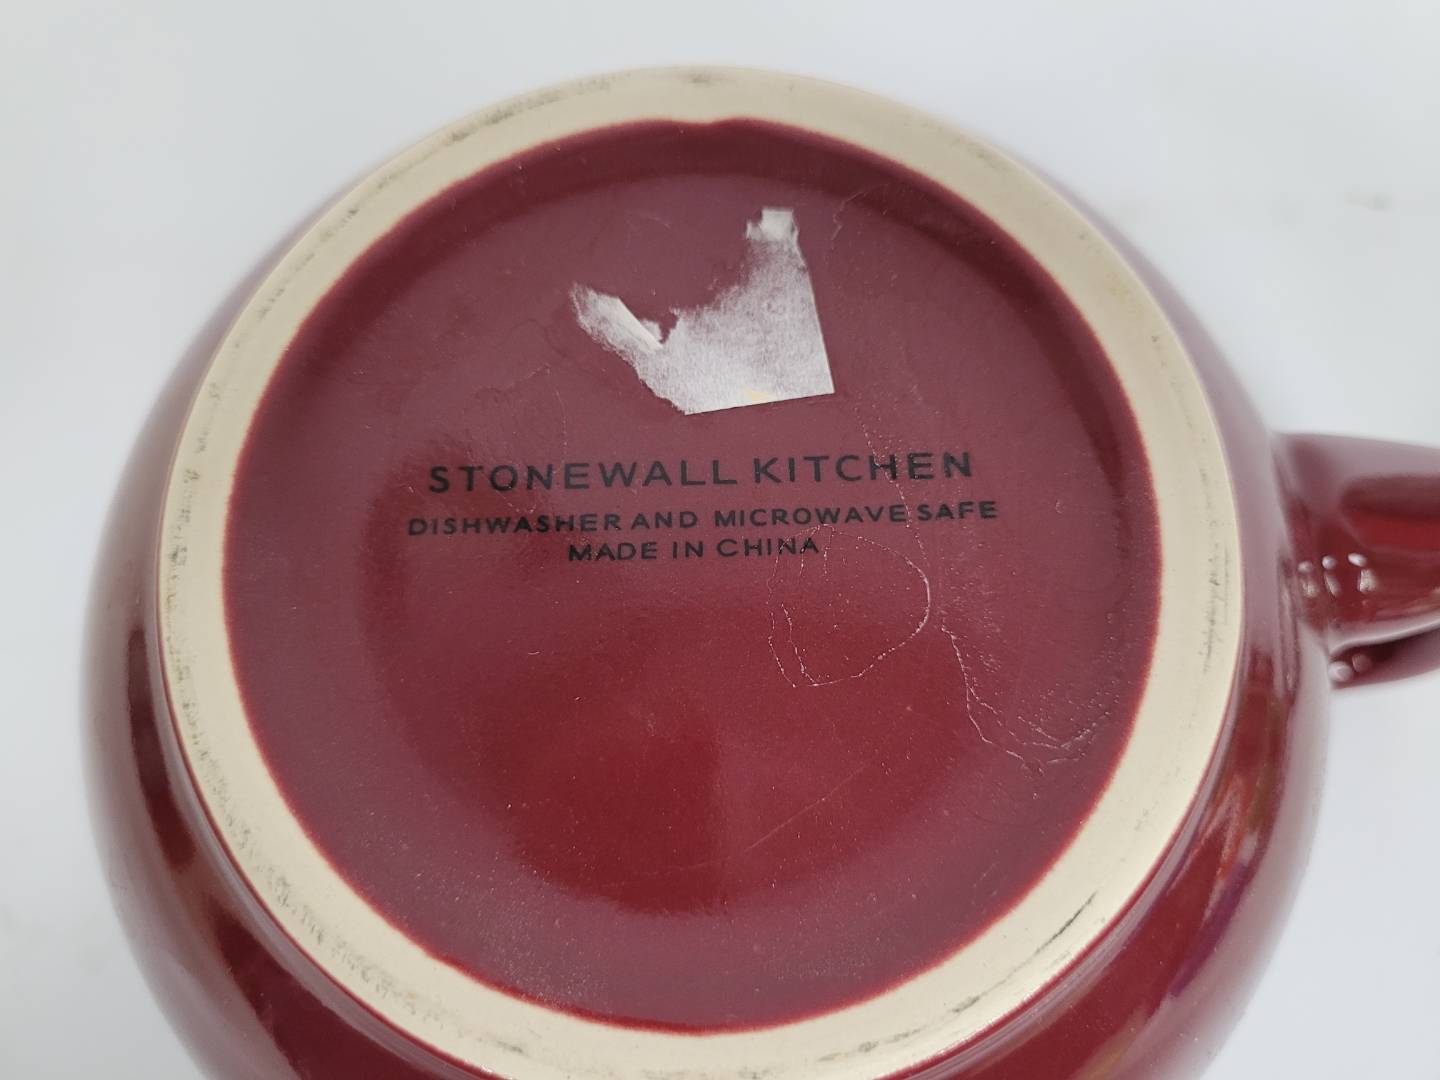 STONEWALL KITCHEN
DISHWASHER AND MICROWAVE SAFE
MADE IN CHINA